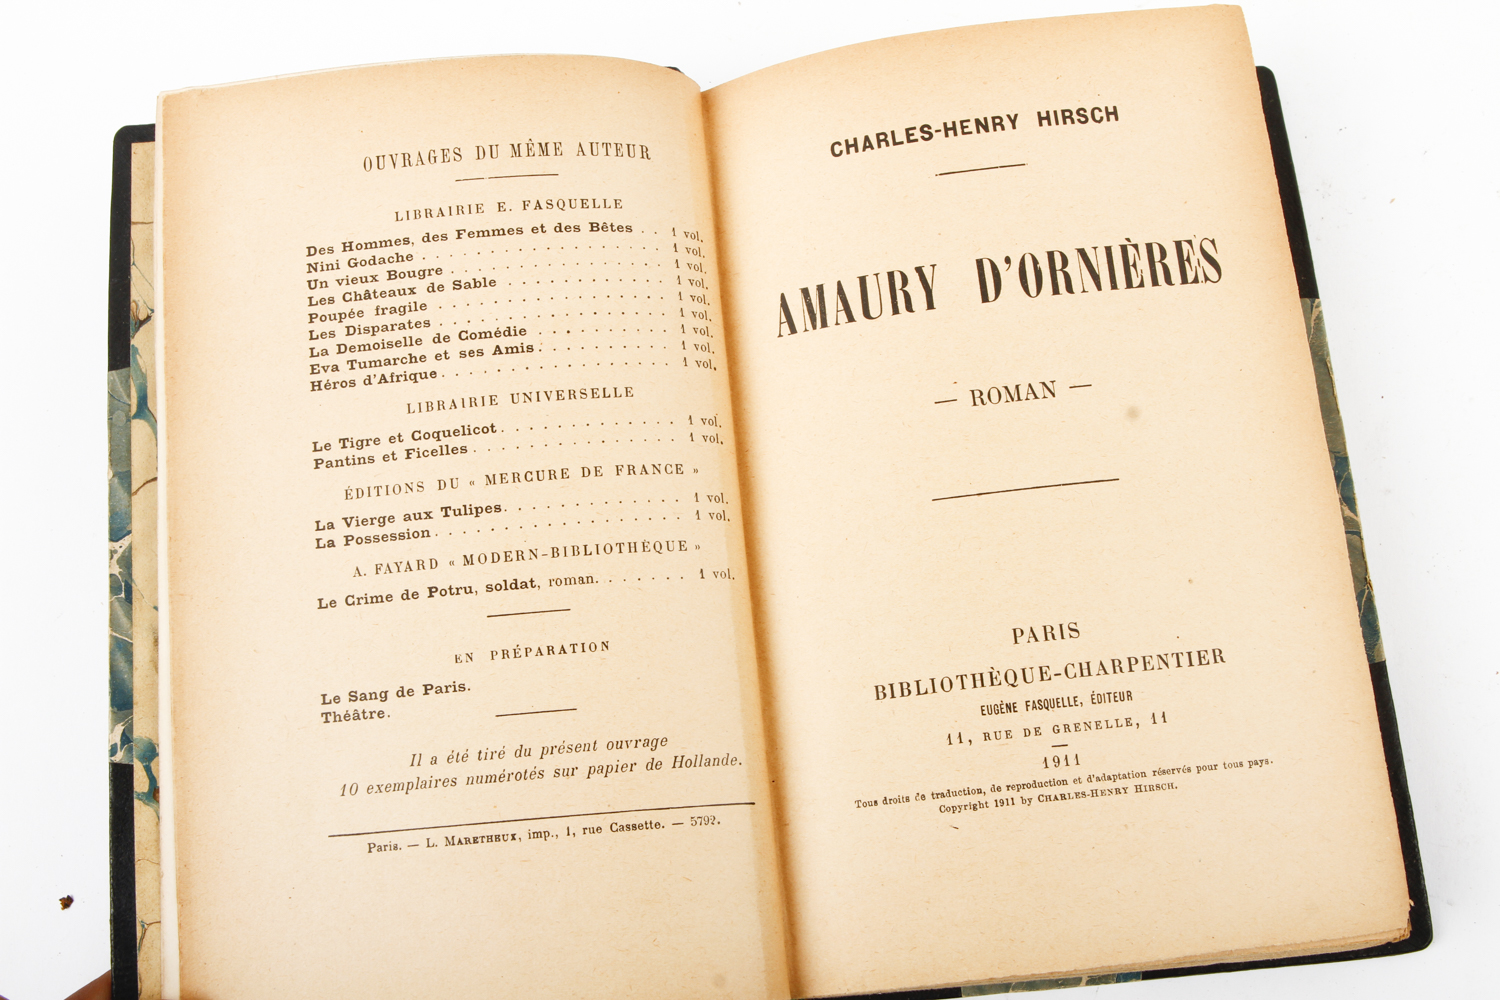 OUVRAGES DU MÊME AUTEUR
LIBRAIRIE E. FASQUELLE
Des Hommes, des Femmes et des Bêtes . . 1 vol.
Nini Godache . . . . . . . . . . . . . . 1 vol.
Un vieux Bougre . . . . . . . . . . . . . 1 vol.
Les Châteaux de Sable . . . . . . . . . . 1 vol.
Poupée fragile . . . . . . . . . . . . . . 1 vol.
Les Disparates . . . . . . . . . . . . . . 1 vol.
La Demoiselle de Comédie . . . . . . . . . 1 vol.
Eva Tumarche et ses Amis . . . . . . . . . 1 vol.
Héros d'Afrique . . . . . . . . . . . . . 1 vol.
LIBRAIRIE UNIVERSELLE
Le Tigre et Coquelicot . . . . . . . . . . 1 vol.
Pantins et Ficelles . . . . . . . . . . . 1 vol.
ÉDITIONS DU « MERCURE DE FRANCE »
La Vierge aux Tulipes . . . . . . . . . . 1 vol.
La Possession . . . . . . . . . . . . . . 1 vol.
A. FAYARD « MODERN-BIBLIOTHÈQUE »
Le Crime de Potru, soldat, roman . . . . . . 1 vol.
EN PRÉPARATION
Le Sang de Paris.
Théâtre.
Il a été tiré du présent ouvrage
10 exemplaires numérotés sur papier de Hollande.
Paris. — L. MARETHEUX, imp., 1, rue Cassette. — 5792.
CHARLES-HENRY HIRSCH
AMAURY D'ORNIÈRES
— ROMAN —
PARIS
BIBLIOTHÈQUE-CHARPENTIER
EUGÈNE FASQUELLE, ÉDITEUR
11, RUE DE GRENELLE, 11
1911
Tous droits de traduction, de reproduction et d'adaptation réservés pour tous pays.
Copyright 1911 by CHARLES-HENRY HIRSCH.